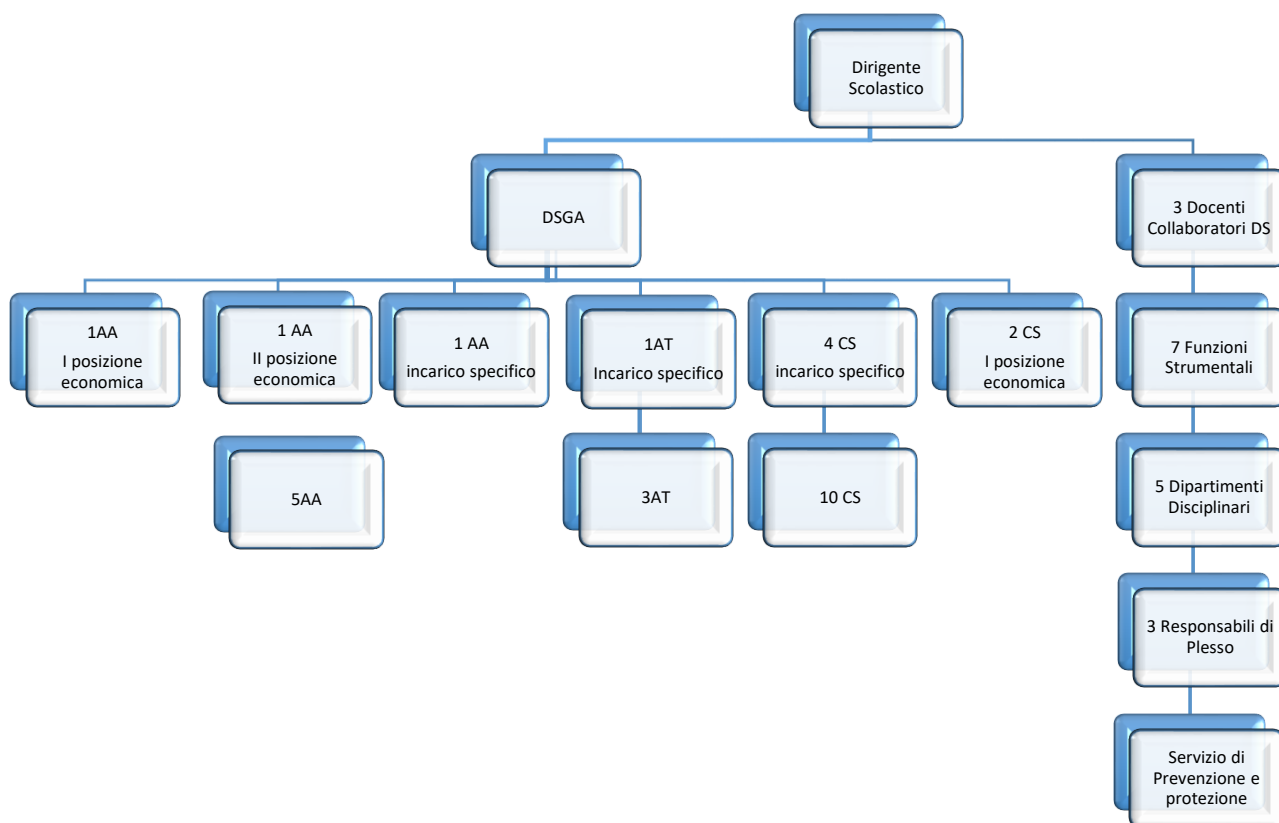 Dirigente
Scolastico
DSGA
3 Docenti
Collaboratori DS
1AA
I posizione
economica
1 AA
II posizione
economica
1 AA
incarico specifico
1AT
Incarico specifico
4 CS
incarico specifico
2 CS
I posizione
economica
7 Funzioni
Strumentali
5AA
3AT
10 CS
5 Dipartimenti
Disciplinari
3 Responsabili di
Plesso
Servizio di
Prevenzione e
protezione